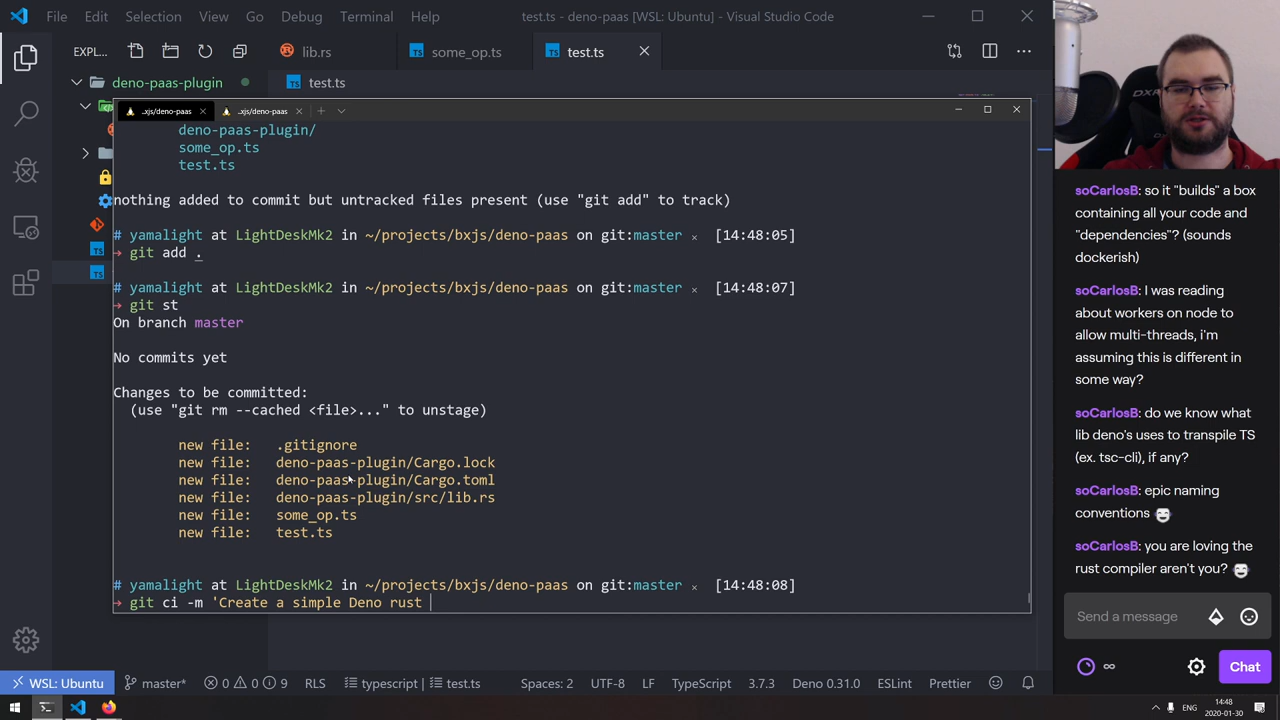 File Edit Selection View Go Debug Terminal Help test.ts - deno-paas [WSL: Ubuntu] - Visual Studio Code
EXPL... lib.rs some_op.ts test.ts
deno-paas-plugin test.ts
..xjs/deno-paas ..xjs/deno-paas
deno-paas-plugin/
some_op.ts
test.ts
nothing added to commit but untracked files present (use "git add" to track)
# yamalight at LightDeskMk2 in ~/projects/bxjs/deno-paas on git:master x [14:48:05]
→ git add .
# yamalight at LightDeskMk2 in ~/projects/bxjs/deno-paas on git:master x [14:48:07]
→ git st
On branch master
No commits yet
Changes to be committed:
(use "git rm --cached <file>..." to unstage)
new file: .gitignore
new file: deno-paas-plugin/Cargo.lock
new file: deno-paas-plugin/Cargo.toml
new file: deno-paas-plugin/src/lib.rs
new file: some_op.ts
new file: test.ts
# yamalight at LightDeskMk2 in ~/projects/bxjs/deno-paas on git:master x [14:48:08]
→ git ci -m 'Create a simple Deno rust
WSL: Ubuntu master* 0 0 9 RLS typescript | test.ts Spaces: 2 UTF-8 LF TypeScript 3.7.3 Deno 0.31.0 ESLint Prettier
DXR
soCarlosB: so it "builds" a box
containing all your code and
"dependencies"? (sounds
dockerish)
soCarlosB: I was reading
about workers on node to
allow multi-threads, i'm
assuming this is different in
some way?
soCarlosB: do we know what
lib deno's uses to transpile TS
(ex. tsc-cli), if any?
soCarlosB: epic naming
conventions
soCarlosB: you are loving the
rust compiler aren't you?
Send a message
∞ Chat
ENG 14:48
2020-01-30